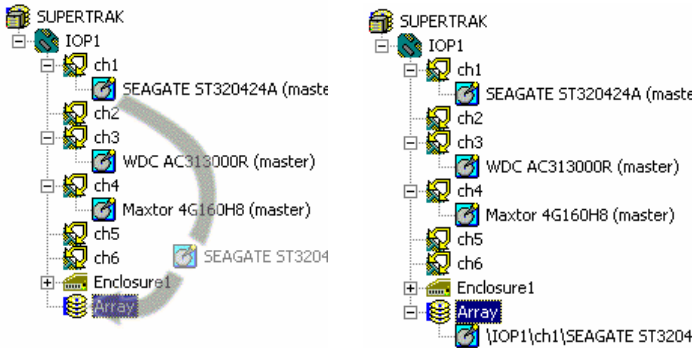 SUPERTRAK
IOP1
ch1
SEAGATE ST320424A (maste
ch2
ch3
WDC AC313000R (master)
ch4
Maxtor 4G160H8 (master)
ch5
ch6
SEAGATE ST3204
Enclosure1
Array
SUPERTRAK
IOP1
ch1
SEAGATE ST320424A (maste
ch2
ch3
WDC AC313000R (master)
ch4
Maxtor 4G160H8 (master)
ch5
ch6
Enclosure1
Array
\IOP1\ch1\SEAGATE ST3204